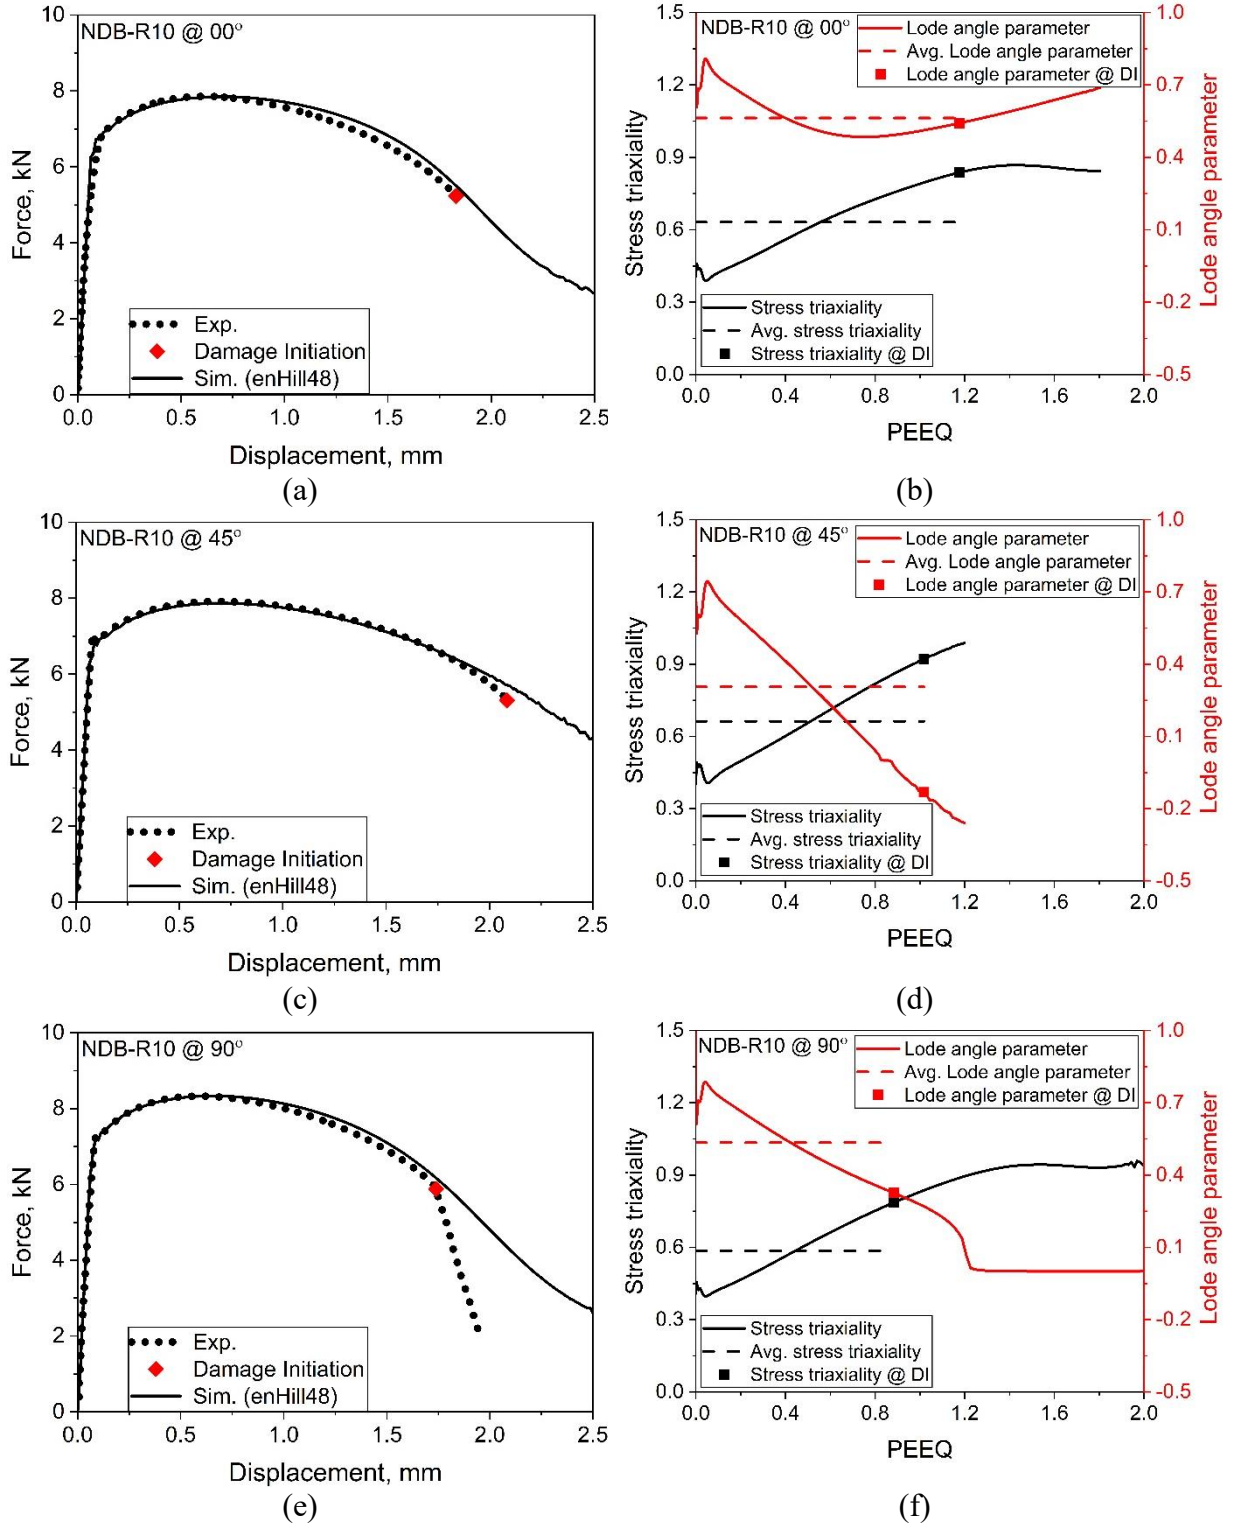 NDB-R10 @ 00°
10
8
6
4
2
0
Force, kN
Exp.
Damage Initiation
Sim. (enHill48)
0.0 0.5 1.0 1.5 2.0 2.5
Displacement, mm
(a)
NDB-R10 @ 00°
Lode angle parameter
Avg. Lode angle parameter
Lode angle parameter @ DI
1.5
1.2
0.9
0.6
0.3
0.0
Stress triaxiality
1.0
0.7
0.4
0.1
-0.2
-0.5
Lode angle parameter
Stress triaxiality
Avg. stress triaxiality
Stress triaxiality @ DI
0.0 0.4 0.8 1.2 1.6 2.0
PEEQ
(b)
NDB-R10 @ 45°
10
8
6
4
2
0
Force, kN
Exp.
Damage Initiation
Sim. (enHill48)
0.0 0.5 1.0 1.5 2.0 2.5
Displacement, mm
(c)
NDB-R10 @ 45°
Lode angle parameter
Avg. Lode angle parameter
Lode angle parameter @ DI
1.5
1.2
0.9
0.6
0.3
0.0
Stress triaxiality
1.0
0.7
0.4
0.1
-0.2
-0.5
Lode angle parameter
Stress triaxiality
Avg. stress triaxiality
Stress triaxiality @ DI
0.0 0.4 0.8 1.2 1.6 2.0
PEEQ
(d)
NDB-R10 @ 90°
10
8
6
4
2
0
Force, kN
Exp.
Damage Initiation
Sim. (enHill48)
0.0 0.5 1.0 1.5 2.0 2.5
Displacement, mm
(e)
NDB-R10 @ 90°
Lode angle parameter
Avg. Lode angle parameter
Lode angle parameter @ DI
1.5
1.2
0.9
0.6
0.3
0.0
Stress triaxiality
1.0
0.7
0.4
0.1
-0.2
-0.5
Lode angle parameter
Stress triaxiality
Avg. stress triaxiality
Stress triaxiality @ DI
0.0 0.4 0.8 1.2 1.6 2.0
PEEQ
(f)